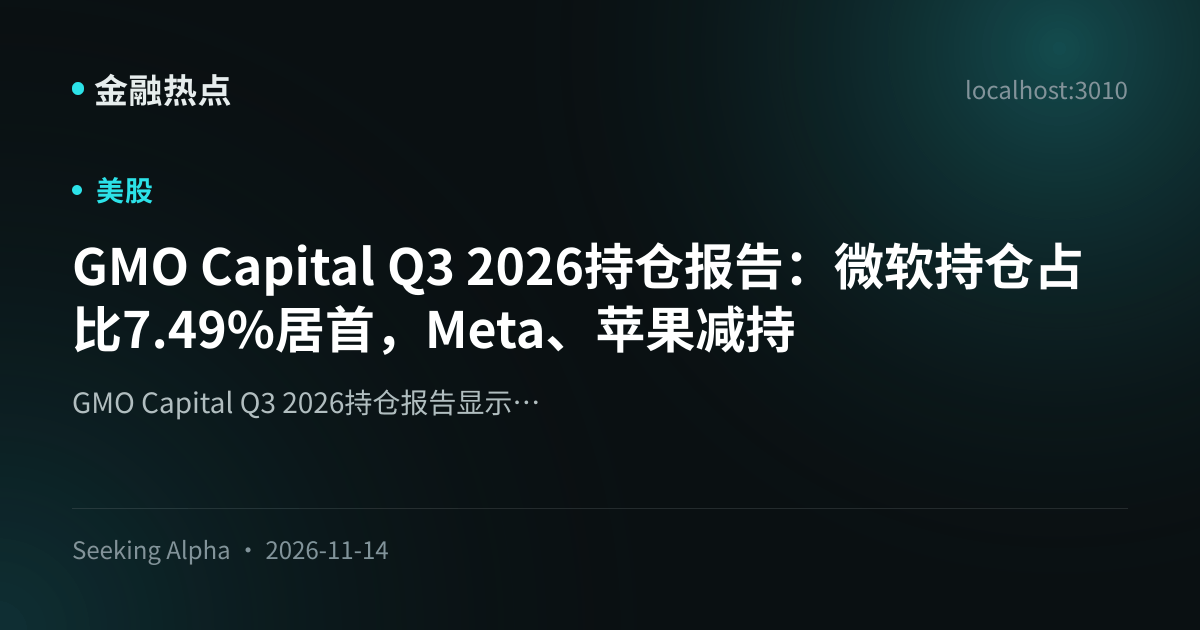 金融热点
localhost:3010
美股
GMO Capital Q3 2026持仓报告：微软持仓占
比7.49%居首，Meta、苹果减持
GMO Capital Q3 2026持仓报告显示…
Seeking Alpha · 2026-11-14